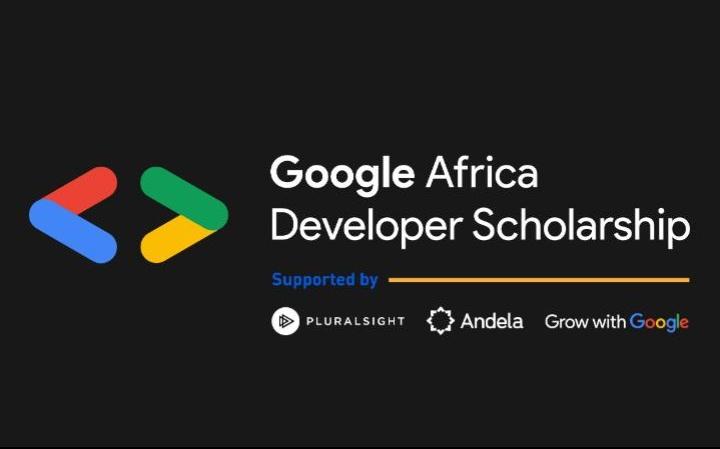 Google Africa
Developer Scholarship
Supported by
PLURALSIGHT
Andela
Grow with Google